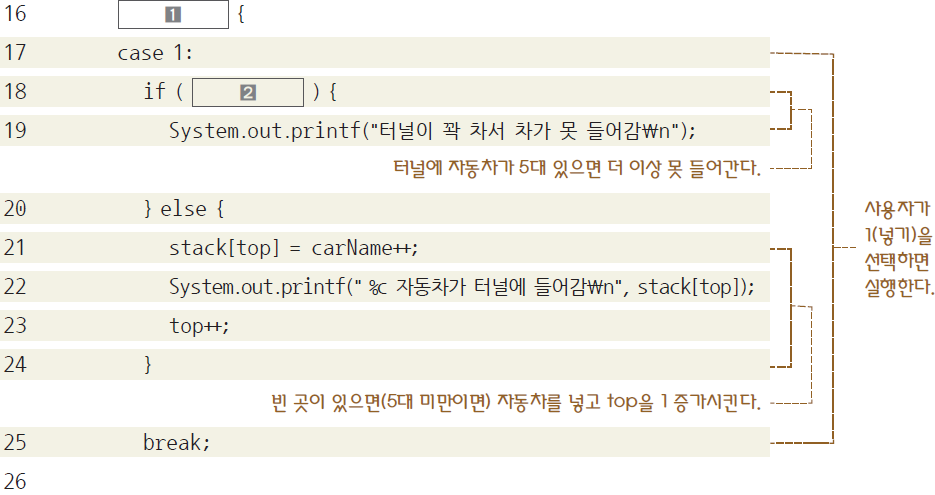 16 1 {
17 case 1:
18 if ( 2 ) {
19 System.out.printf("터널이 꽉 차서 차가 못 들어감₩n");
터널에 자동차가 5대 있으면 더 이상 못 들어간다.
20 } else {
21 stack[top] = carName++;
22 System.out.printf(" %c 자동차가 터널에 들어감₩n", stack[top]);
23 top++;
24 }
빈 곳이 있으면(5대 미만이면) 자동차를 넣고 top을 1 증가시킨다.
25 break;
26
사용자가
1(넣기)을
선택하면
실행한다.